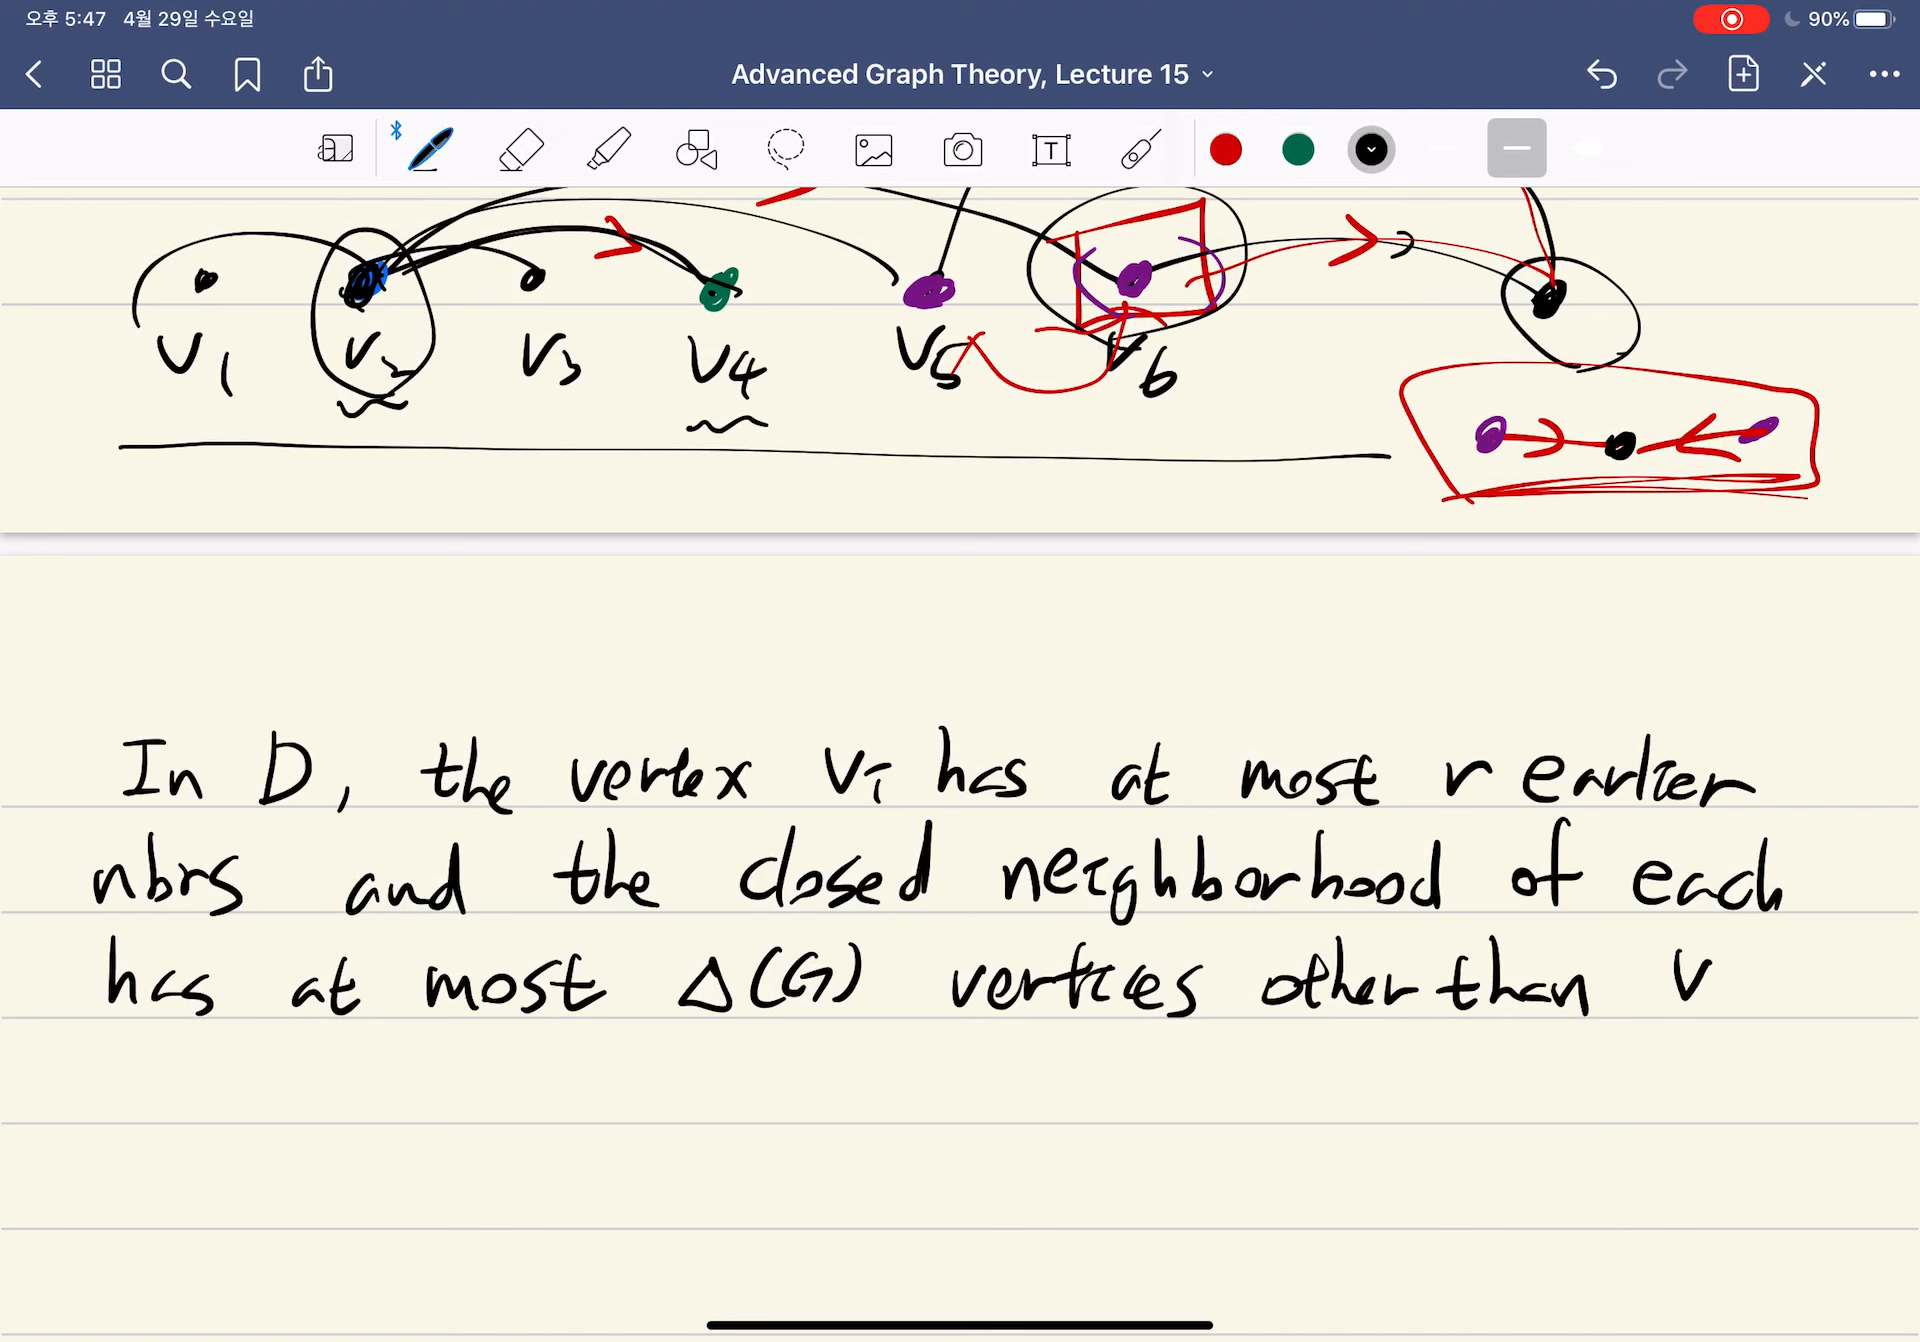 오후 5:47 4월 29일 수요일 90%
Advanced Graph Theory, Lecture 15
T
V1 V2 V3 V4 V5 V6
In D, the vertex Vi has at most r earlier
nbrs and the closed neighborhood of each
has at most Δ(G) vertices other than V